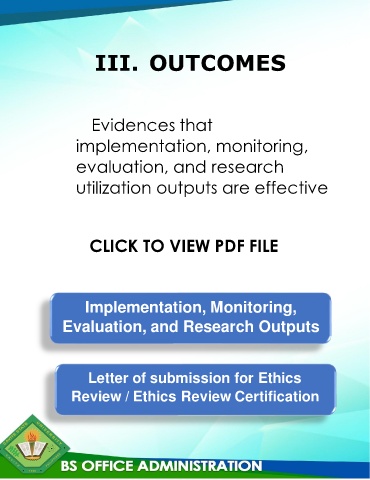 III. OUTCOMES
Evidences that
implementation, monitoring,
evaluation, and research
utilization outputs are effective
CLICK TO VIEW PDF FILE
Implementation, Monitoring,
Evaluation, and Research Outputs
Letter of submission for Ethics
Review / Ethics Review Certification
BS OFFICE ADMINISTRATION